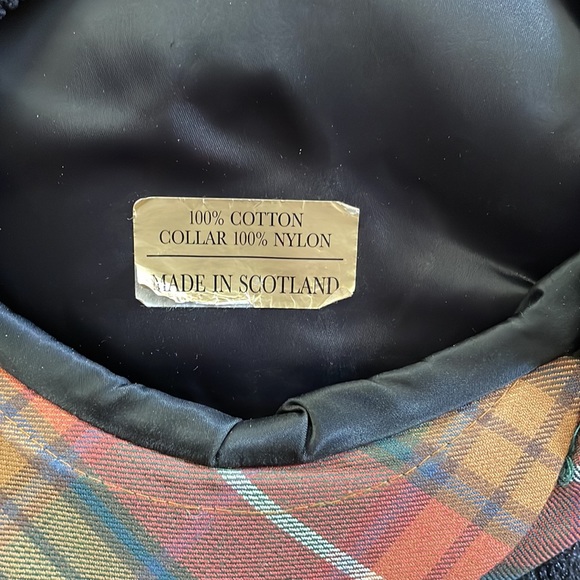 100% COTTON
COLLAR 100% NYLON
MADE IN SCOTLAND